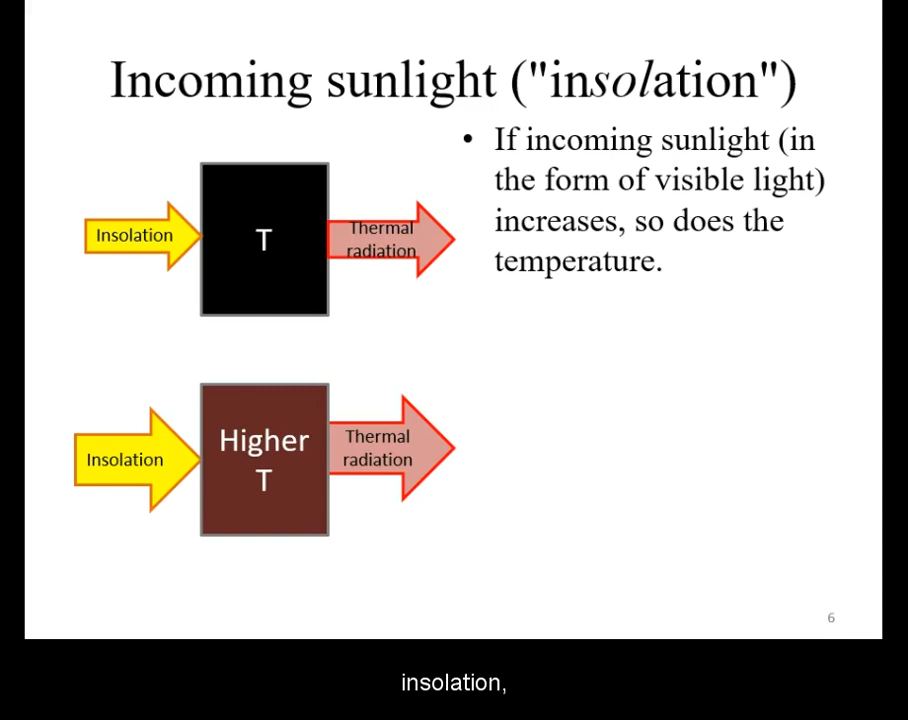 Incoming sunlight ("insolation")
• If incoming sunlight (in
the form of visible light)
increases, so does the
temperature.
Insolation
T
Thermal
radiation
Insolation
Higher
T
Thermal
radiation
6
insolation,